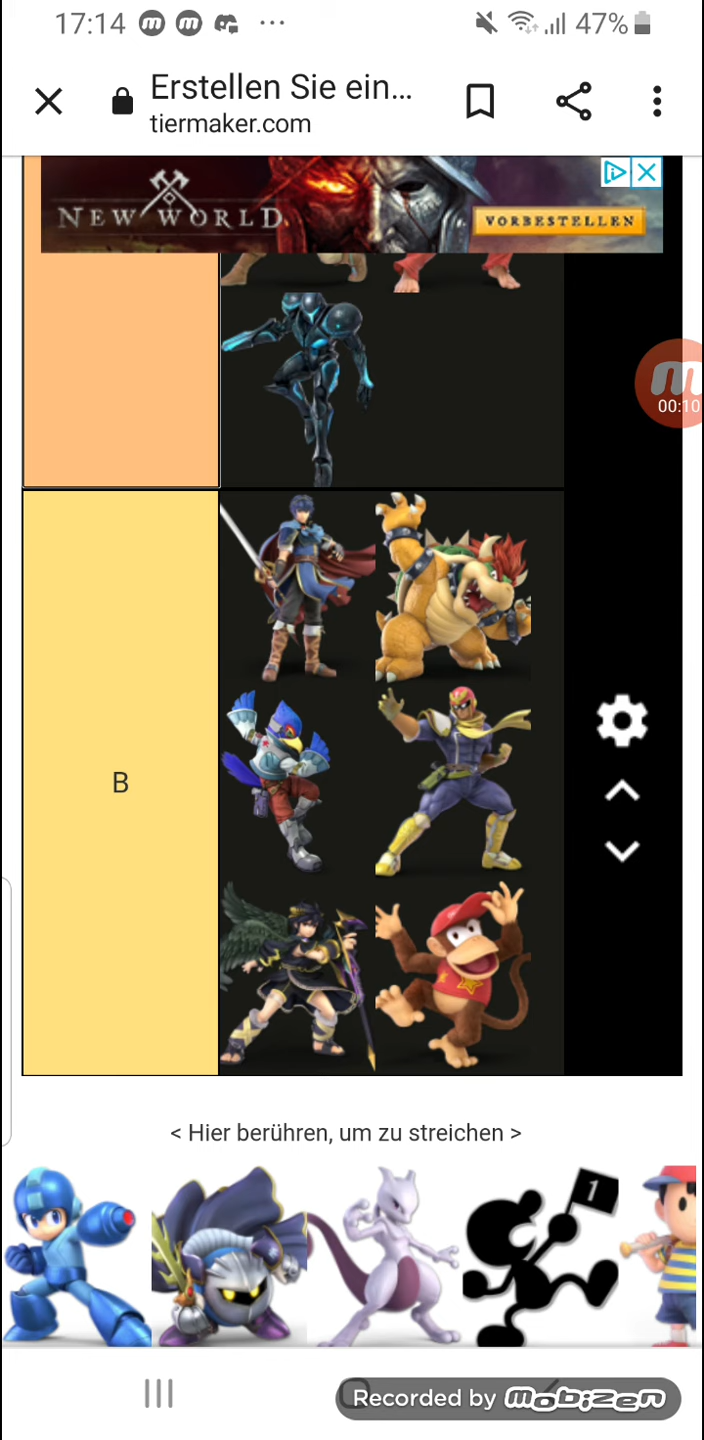 17:14
47%
Erstellen Sie ein...
tiermaker.com
NEW WORLD
VORBESTELLEN
00:10
B
< Hier berühren, um zu streichen >
1
Recorded by mobizen